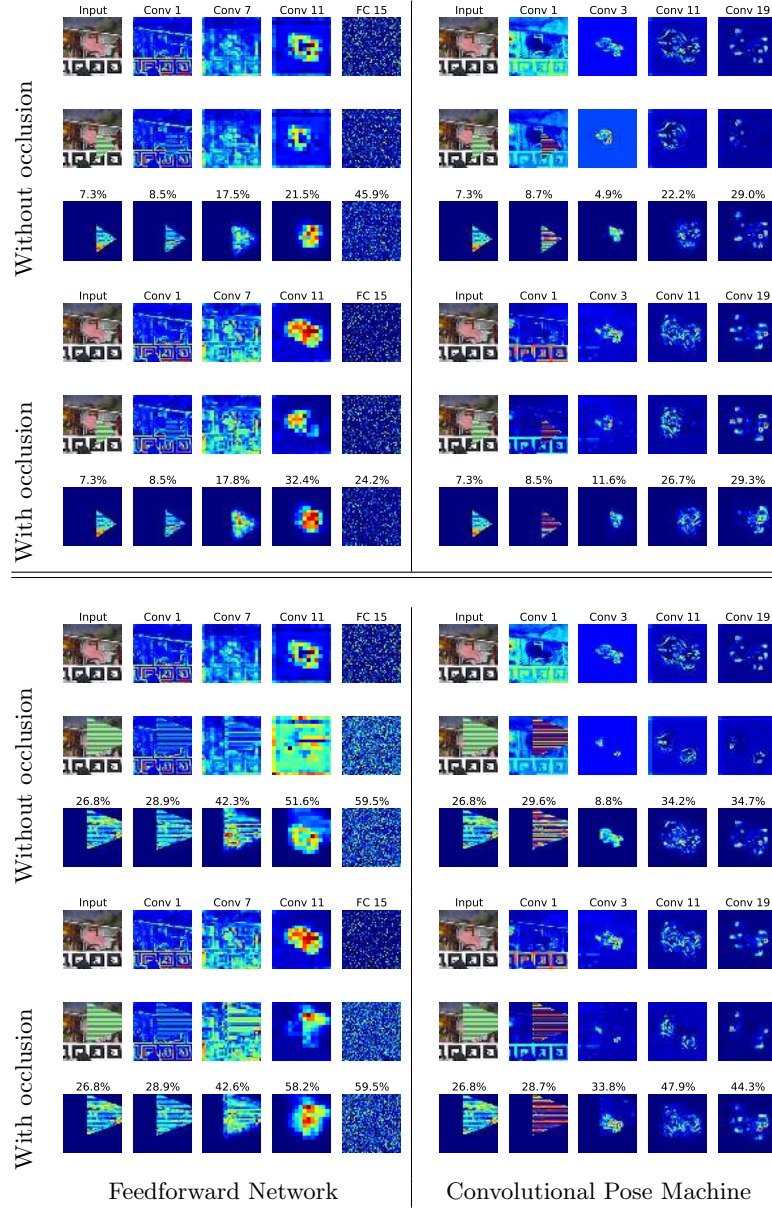 Input Conv 1 Conv 7 Conv 11 FC 15 Input Conv 1 Conv 3 Conv 11 Conv 19
Without occlusion
7.3% 8.5% 17.5% 21.5% 45.9% 7.3% 8.7% 4.9% 22.2% 29.0%
Input Conv 1 Conv 7 Conv 11 FC 15 Input Conv 1 Conv 3 Conv 11 Conv 19
With occlusion
7.3% 8.5% 17.8% 32.4% 24.2% 7.3% 8.5% 11.6% 26.7% 29.3%
Input Conv 1 Conv 7 Conv 11 FC 15 Input Conv 1 Conv 3 Conv 11 Conv 19
Without occlusion
26.8% 28.9% 42.3% 51.6% 59.5% 26.8% 29.6% 8.8% 34.2% 34.7%
Input Conv 1 Conv 7 Conv 11 FC 15 Input Conv 1 Conv 3 Conv 11 Conv 19
With occlusion
26.8% 28.9% 42.6% 58.2% 59.5% 26.8% 28.7% 33.8% 47.9% 44.3%
Feedforward Network Convolutional Pose Machine